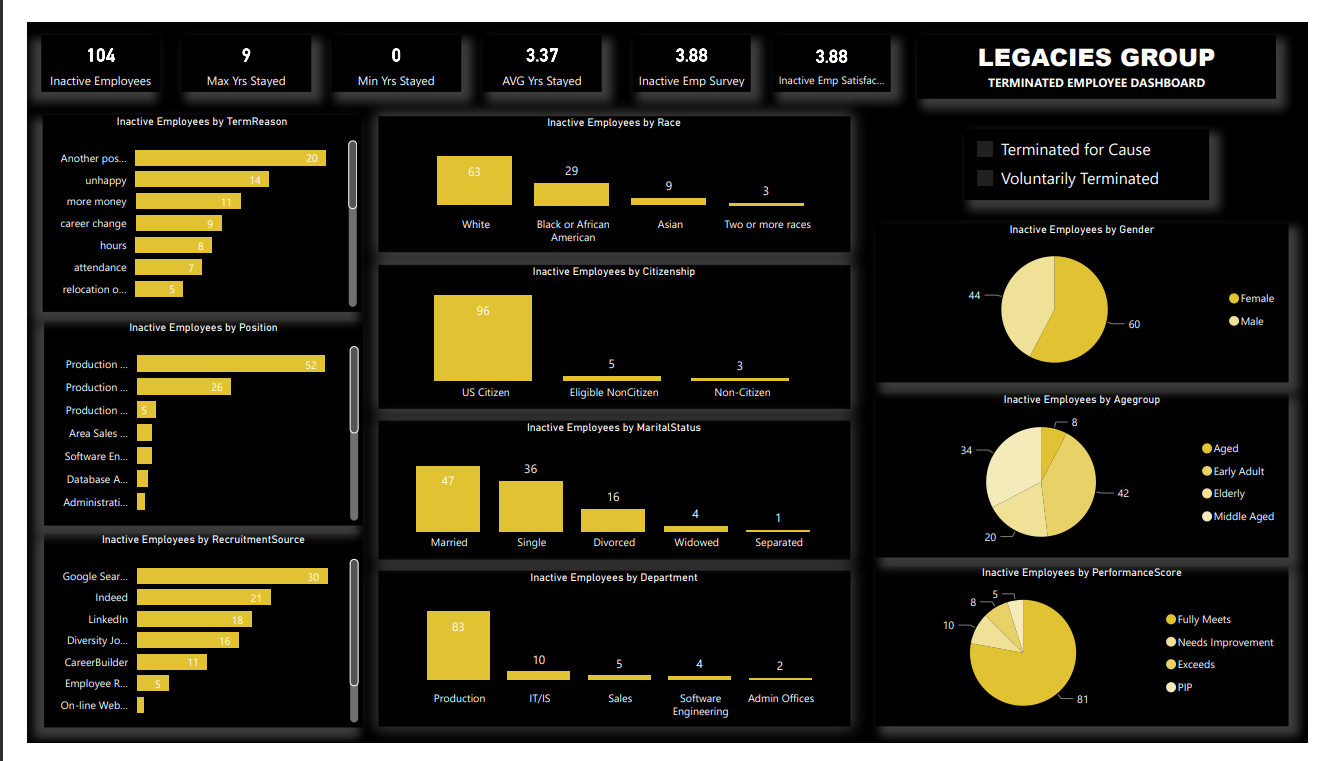 104
Inactive Employees
9
Max Yrs Stayed
0
Min Yrs Stayed
3.37
AVG Yrs Stayed
3.88
Inactive Emp Survey
3.88
Inactive Emp Satisfac...
LEGACIES GROUP
TERMINATED EMPLOYEE DASHBOARD
Terminated for Cause
Voluntarily Terminated
Inactive Employees by TermReason
Another pos... 20
unhappy 14
more money 11
career change 9
hours 8
attendance 7
relocation o... 5
Inactive Employees by Position
Production ... 52
Production ... 26
Production ... 5
Area Sales ...
Software En...
Database A...
Administrati...
Inactive Employees by RecruitmentSource
Google Sear... 30
Indeed 21
LinkedIn 18
Diversity Jo... 16
CareerBuilder 11
Employee R... 5
On-line Web...
Inactive Employees by Race
63 29 9 3
White Black or African Asian Two or more races
American
Inactive Employees by Citizenship
96 5 3
US Citizen Eligible NonCitizen Non-Citizen
Inactive Employees by MaritalStatus
47 36 16 4 1
Married Single Divorced Widowed Separated
Inactive Employees by Department
83 10 5 4 2
Production IT/IS Sales Software Admin Offices
Engineering
Inactive Employees by Gender
44
60
Female
Male
Inactive Employees by Agegroup
8
34
42
20
Aged
Early Adult
Elderly
Middle Aged
Inactive Employees by PerformanceScore
5
8
10
81
Fully Meets
Needs Improvement
Exceeds
PIP